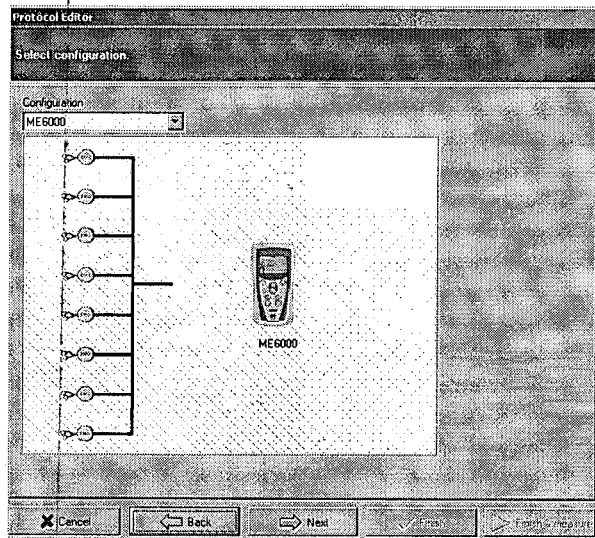 Protocol Editor
Select configuration.
Configuration
ME6000
ME6000
Cancel
Back
Next
Finish
Finish & measure